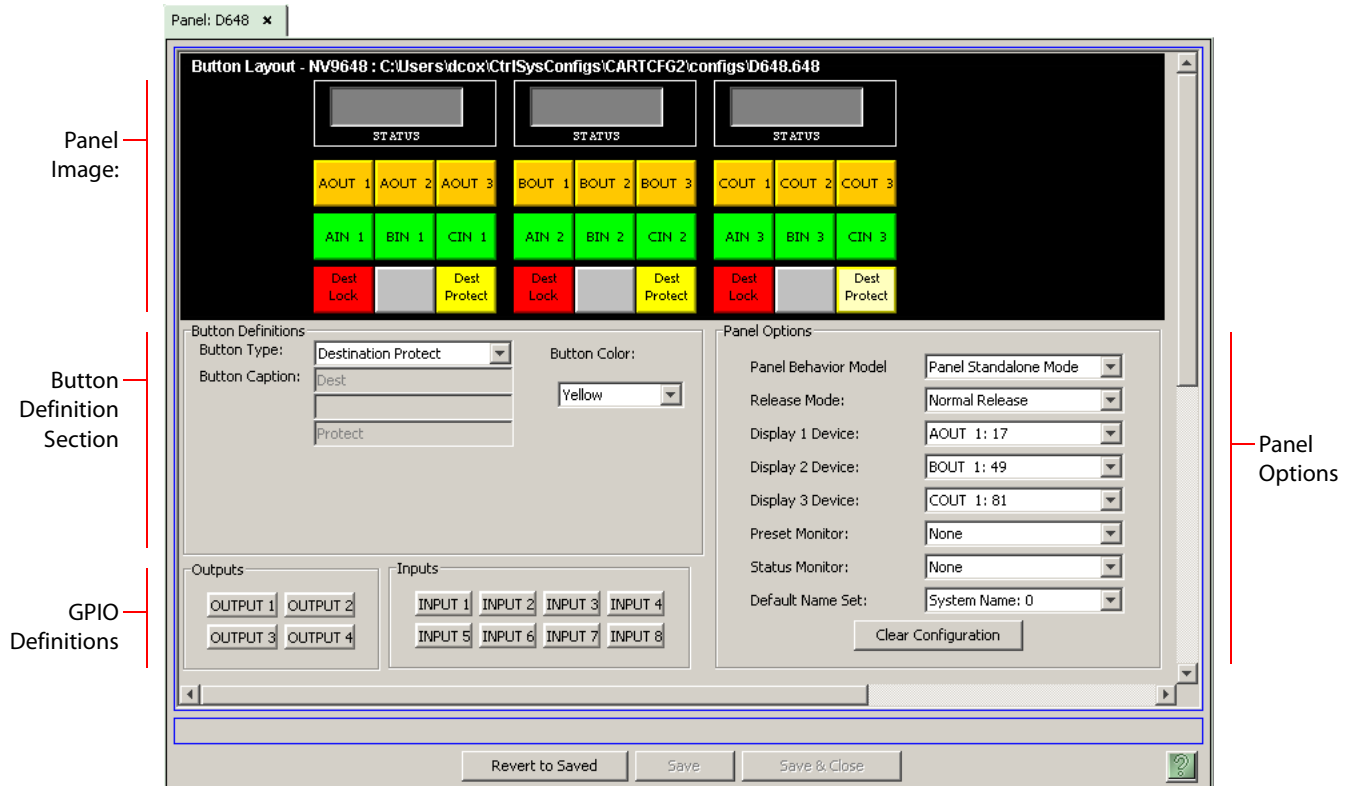 Panel: D648 ×
Button Layout - NV9648 : C:\Users\dcox\CtrlSysConfigs\CARTCFG2\configs\D648.648
Panel
Image:
STATUS STATUS STATUS
AOUT 1 AOUT 2 AOUT 3 BOUT 1 BOUT 2 BOUT 3 COUT 1 COUT 2 COUT 3
AIN 1 BIN 1 CIN 1 AIN 2 BIN 2 CIN 2 AIN 3 BIN 3 CIN 3
Dest Dest Dest Dest Dest Dest
Lock Protect Lock Protect Lock Protect
Button
Definition
Section
Button Definitions
Button Type: Destination Protect
Button Caption: Dest
Protect
Button Color:
Yellow
Panel Options
Panel Behavior Model Panel Standalone Mode
Release Mode: Normal Release
Display 1 Device: AOUT 1: 17
Display 2 Device: BOUT 1: 49
Display 3 Device: COUT 1: 81
Preset Monitor: None
Status Monitor: None
Default Name Set: System Name: 0
Clear Configuration
Panel
Options
GPIO
Definitions
Outputs
OUTPUT 1 OUTPUT 2
OUTPUT 3 OUTPUT 4
Inputs
INPUT 1 INPUT 2 INPUT 3 INPUT 4
INPUT 5 INPUT 6 INPUT 7 INPUT 8
Revert to Saved Save Save & Close ?